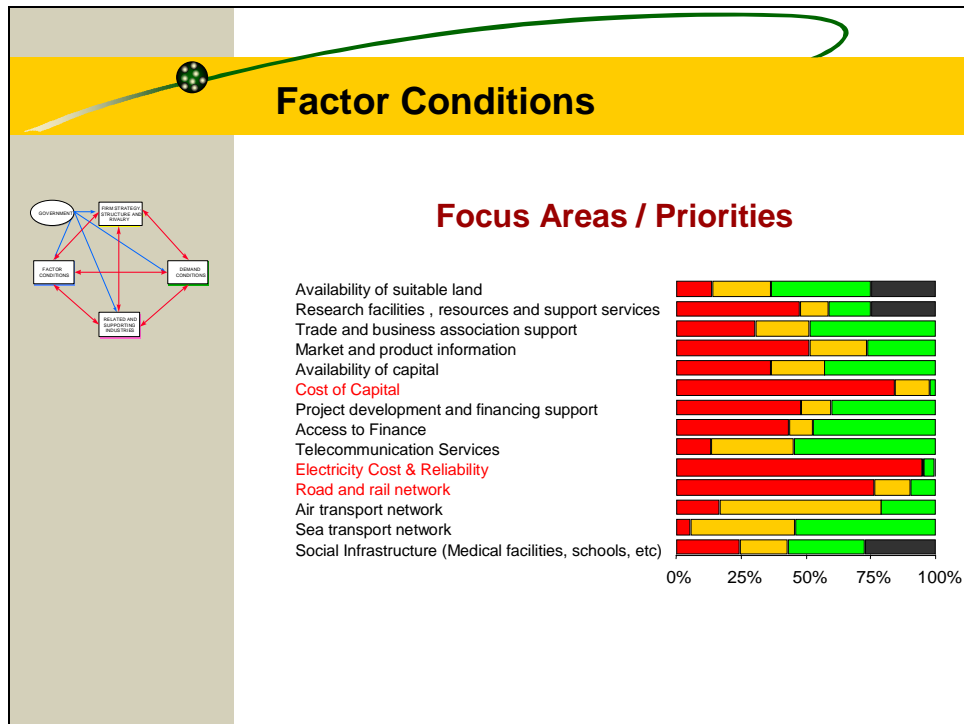 Factor Conditions
GOVERNMENT
FIRM STRATEGY,
STRUCTURE AND
RIVALRY
FACTOR
CONDITIONS
DEMAND
CONDITIONS
RELATED AND
SUPPORTING
INDUSTRIES
Focus Areas / Priorities
Availability of suitable land
Research facilities , resources and support services
Trade and business association support
Market and product information
Availability of capital
Cost of Capital
Project development and financing support
Access to Finance
Telecommunication Services
Electricity Cost & Reliability
Road and rail network
Air transport network
Sea transport network
Social Infrastructure (Medical facilities, schools, etc)
0% 25% 50% 75% 100%